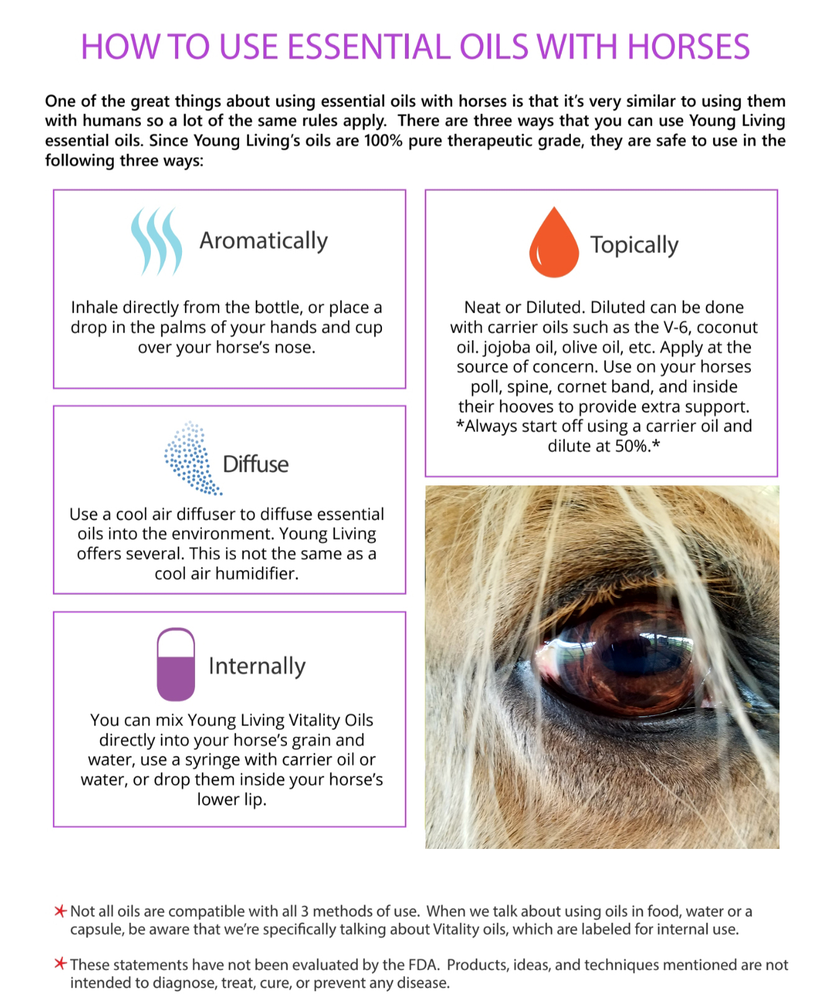 HOW TO USE ESSENTIAL OILS WITH HORSES
One of the great things about using essential oils with horses is that it's very similar to using them
with humans so a lot of the same rules apply.  There are three ways that you can use Young Living
essential oils. Since Young Living's oils are 100% pure therapeutic grade, they are safe to use in the
following three ways:
Aromatically
Inhale directly from the bottle, or place a
drop in the palms of your hands and cup
over your horse's nose.
Diffuse
Use a cool air diffuser to diffuse essential
oils into the environment. Young Living
offers several. This is not the same as a
cool air humidifier.
Internally
You can mix Young Living Vitality Oils
directly into your horse's grain and
water, use a syringe with carrier oil or
water, or drop them inside your horse's
lower lip.
Topically
Neat or Diluted. Diluted can be done
with carrier oils such as the V-6, coconut
oil. jojoba oil, olive oil, etc. Apply at the
source of concern. Use on your horses
poll, spine, cornet band, and inside
their hooves to provide extra support.
*Always start off using a carrier oil and
dilute at 50%.*
* Not all oils are compatible with all 3 methods of use.  When we talk about using oils in food, water or a
capsule, be aware that we're specifically talking about Vitality oils, which are labeled for internal use.
* These statements have not been evaluated by the FDA.  Products, ideas, and techniques mentioned are not
intended to diagnose, treat, cure, or prevent any disease.